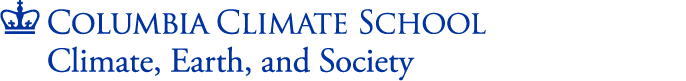 COLUMBIA CLIMATE SCHOOL
Climate, Earth, and Society